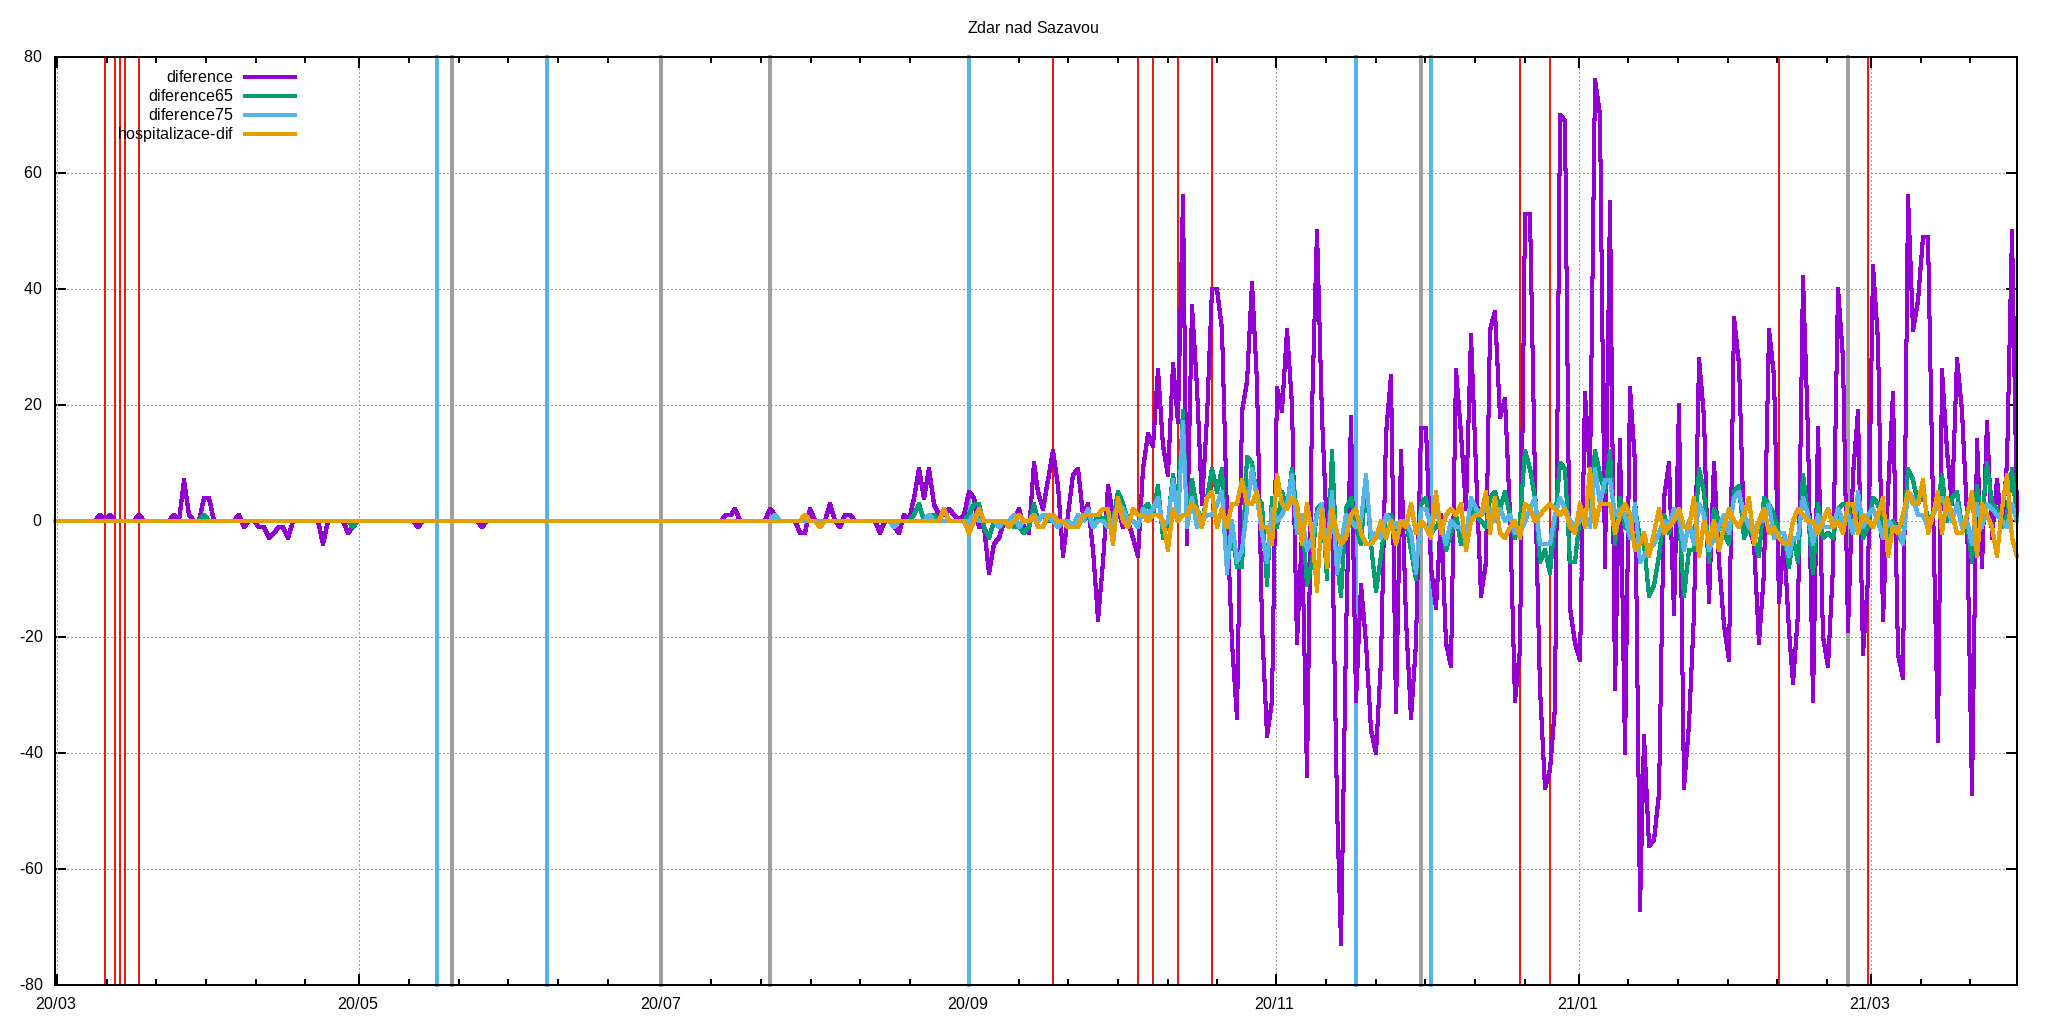 Zdar nad Sazavou
80
diference
diference65
diference75
hospitalizace-dif
60
40
20
0
-20
-40
-60
-80
20/03 20/05 20/07 20/09 20/11 21/01 21/03